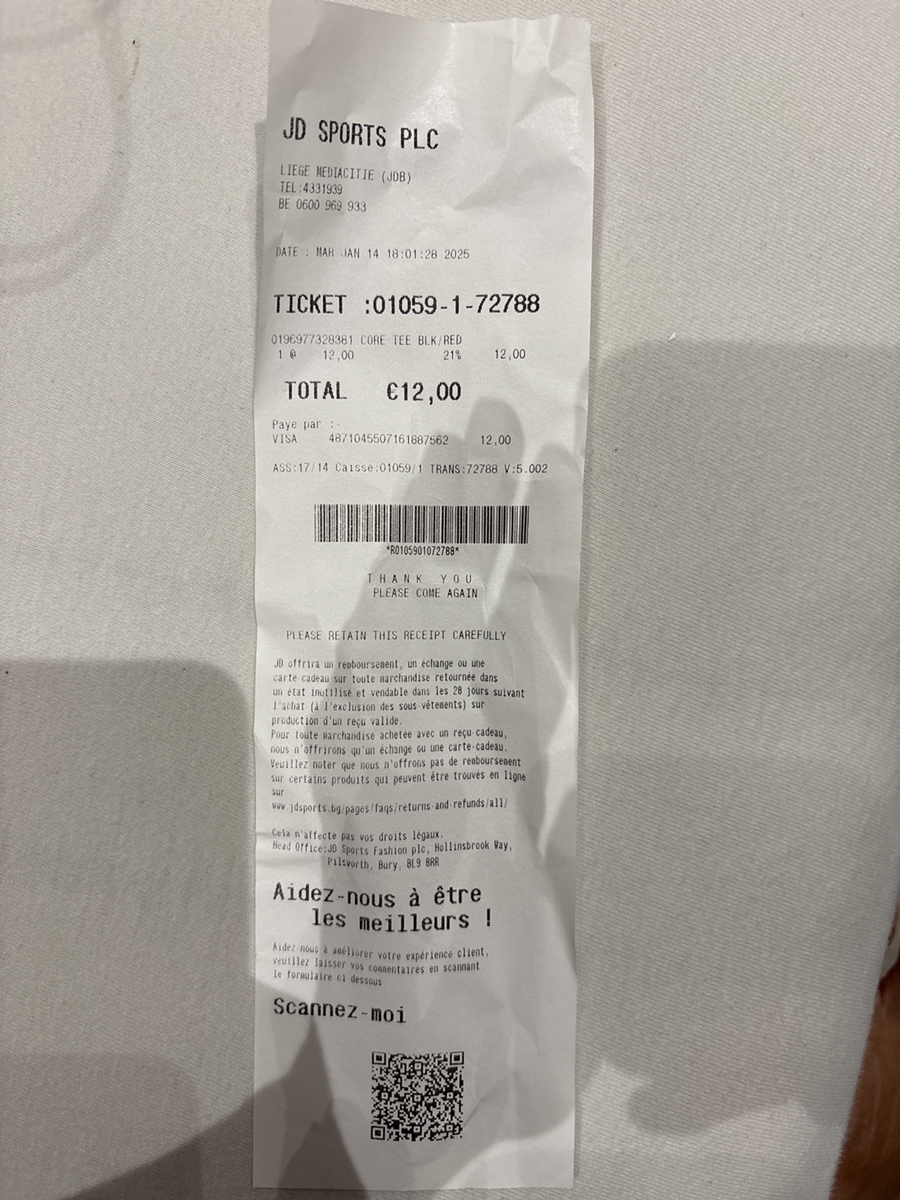 JD SPORTS PLC
LIEGE MEDIACITIE (JDB)
TEL:4331939
BE 0600 969 933
DATE : MAR JAN 14 18:01:28 2025
TICKET :01059-1-72788
0196977328381 CORE TEE BLK/RED
1 @ 12,00 21% 12,00
TOTAL €12,00
Paye par :-
VISA 4871045507161887562 12,00
ASS:17/14 Caisse:01059/1 TRANS:72788 V:5.002
*R0105901072788*
THANK YOU
PLEASE COME AGAIN
PLEASE RETAIN THIS RECEIPT CAREFULLY
JD offrira un remboursement, un échange ou une
carte-cadeau sur toute marchandise retournée dans
un état inutilisé et vendable dans les 28 jours suivant
l'achat (à l'exclusion des sous-vêtements) sur
production d'un reçu valide.
Pour toute marchandise achetée avec un reçu-cadeau,
nous n'offrirons qu'un échange ou une carte-cadeau.
Veuillez noter que nous n'offrons pas de remboursement
sur certains produits qui peuvent être trouvés en ligne
sur
www.jdsports.bg/pages/faqs/returns-and-refunds/all/
Cela n'affecte pas vos droits légaux.
Head Office:JD Sports Fashion plc, Hollinsbrook Way,
Pilsworth, Bury, BL9 8RR
Aidez-nous à être
les meilleurs !
Aidez-nous à améliorer votre expérience client,
veuillez laisser vos commentaires en scannant
le formulaire ci-dessous
Scannez-moi